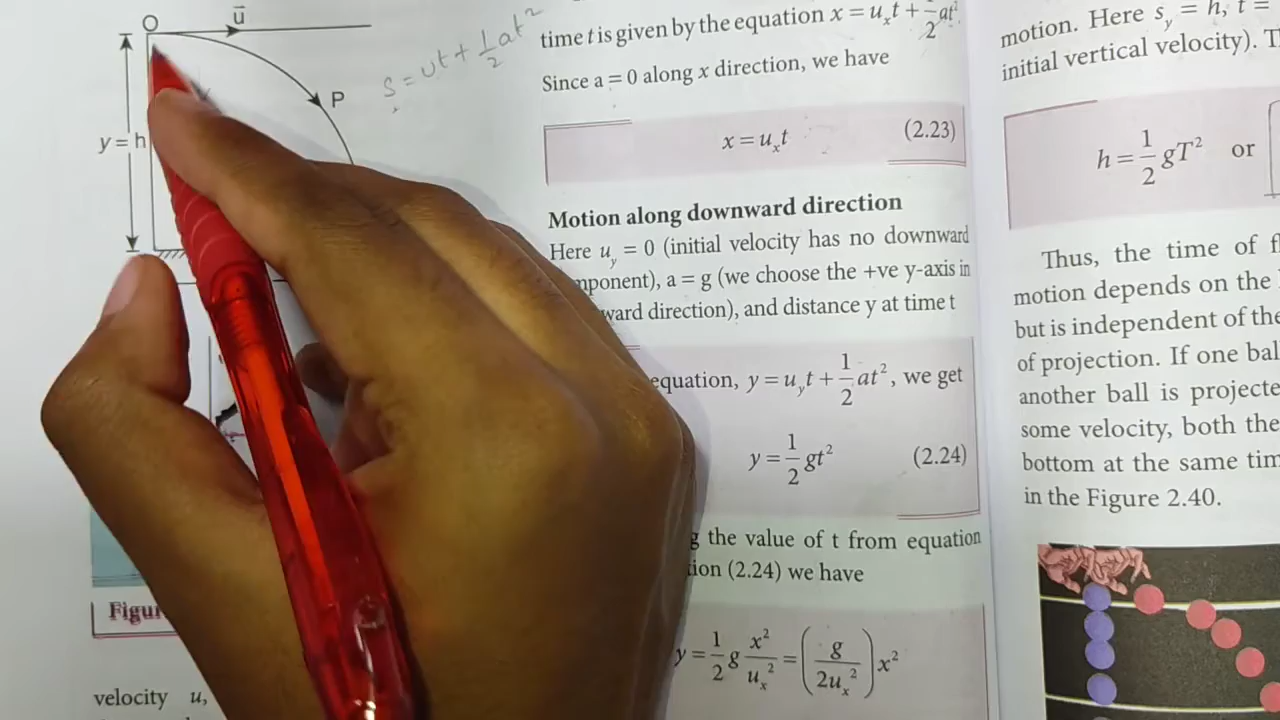 O
ū
P
y = h
S = ut + 1/2 at²
Figu
velocity u,
time t is given by the equation x = uₓt + 1/2 at².
Since a = 0 along x direction, we have
x = uₓt (2.23)
Motion along downward direction
Here u_y = 0 (initial velocity has no downward
mponent), a = g (we choose the +ve y-axis in
ward direction), and distance y at time t
equation, y = u_yt + 1/2 at², we get
y = 1/2 gt² (2.24)
the value of t from equation
tion (2.24) we have
y = 1/2 g x²/uₓ² = (g/2uₓ²) x²
motion. Here s_y = h, t =
initial vertical velocity). T
h = 1/2 gT² or
Thus, the time of f
motion depends on the
but is independent of the
of projection. If one bal
another ball is projecte
some velocity, both the
bottom at the same tim
in the Figure 2.40.